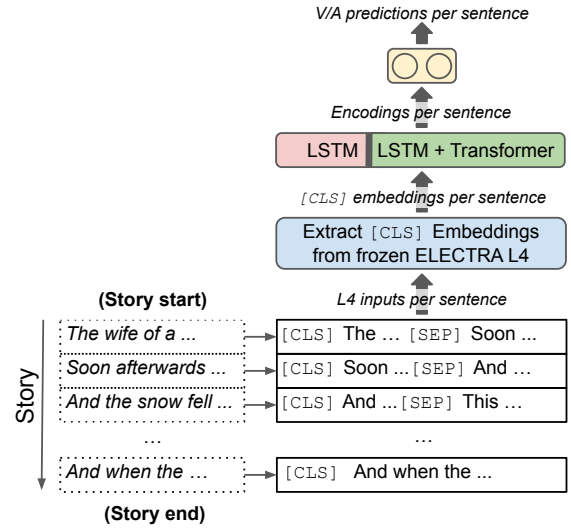 V/A predictions per sentence
Encodings per sentence
LSTM LSTM + Transformer
[CLS] embeddings per sentence
Extract [CLS] Embeddings
from frozen ELECTRA L4
L4 inputs per sentence
(Story start)
The wife of a ... [CLS] The … [SEP] Soon ...
Soon afterwards ... [CLS] Soon ...[SEP] And …
And the snow fell ... [CLS] And ...[SEP] This …
… ...
And when the … [CLS] And when the ...
(Story end)
Story